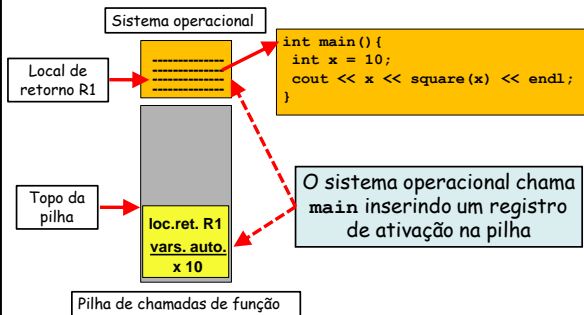 Sistema operacional
int main(){
int x = 10;
cout << x << square(x) << endl;
}
Local de
retorno R1
O sistema operacional chama
main inserindo um registro
de ativação na pilha
Topo da
pilha
loc.ret. R1
vars. auto.
x 10
Pilha de chamadas de função